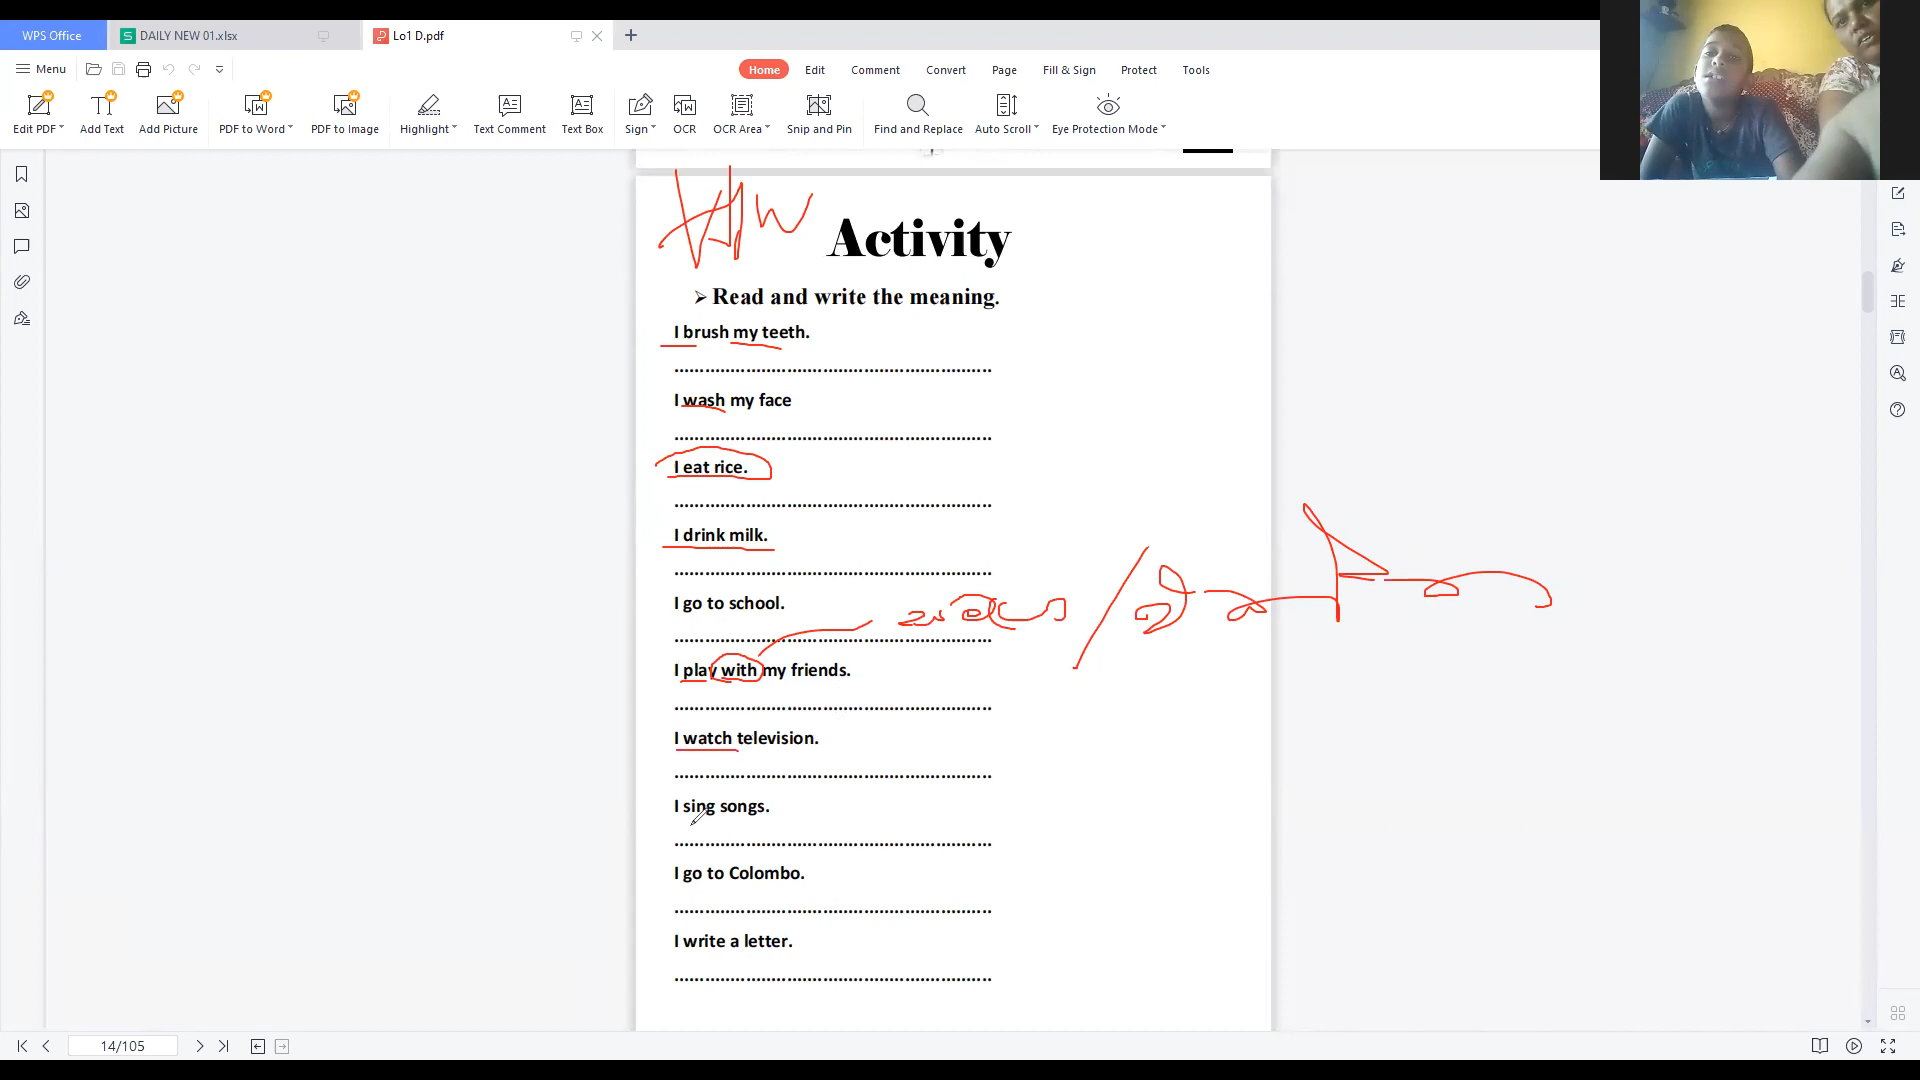 WPS Office
DAILY NEW 01.xlsx
Lo1 D.pdf
Menu
Home Edit Comment Convert Page Fill & Sign Protect Tools
Edit PDF Add Text Add Picture PDF to Word PDF to Image Highlight Text Comment Text Box Sign OCR OCR Area Snip and Pin Find and Replace Auto Scroll Eye Protection Mode
HW
Activity
➢ Read and write the meaning.
I brush my teeth.
..........................................................
I wash my face
..........................................................
I eat rice.
..........................................................
I drink milk.
..........................................................
I go to school.
..........................................................
I play with my friends.
..........................................................
I watch television.
..........................................................
I sing songs.
..........................................................
I go to Colombo.
..........................................................
I write a letter.
..........................................................
14/105